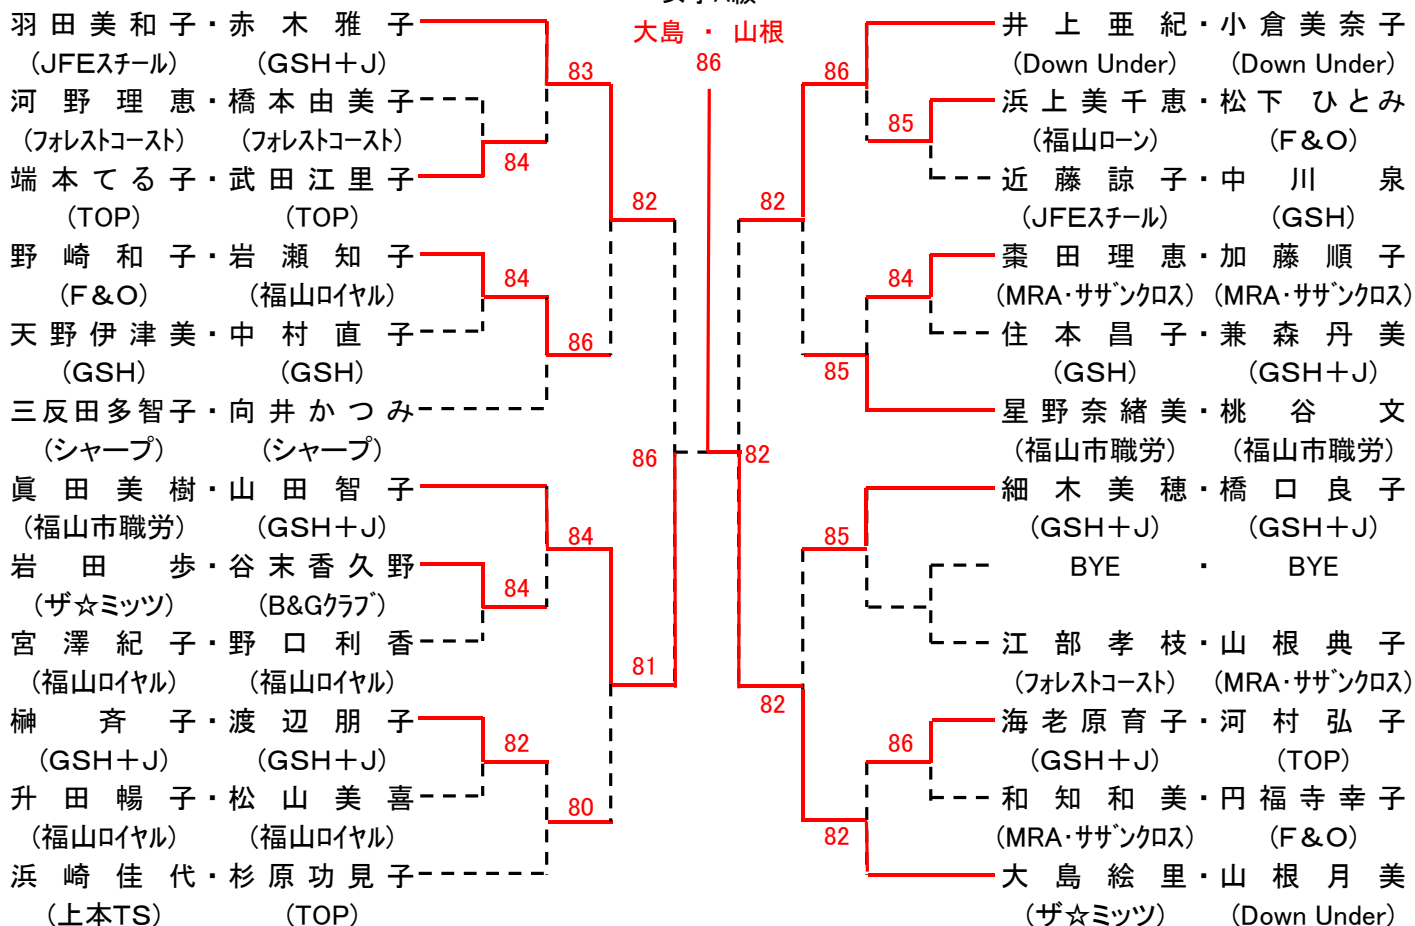 大島 ・ 山根
86
羽田美和子・赤木雅子
(JFEｽﾁｰﾙ) (GSH+J)
83
河野理恵・橋本由美子
(ﾌｫﾚｽﾄｺｰｽﾄ) (ﾌｫﾚｽﾄｺｰｽﾄ)
84
端本てる子・武田江里子
(TOP) (TOP)
82
野崎和子・岩瀬知子
(F&O) (福山ﾛｲﾔﾙ)
84
天野伊津美・中村直子
(GSH) (GSH)
86
三反田多智子・向井かつみ
(シャープ) (シャープ)
86
眞田美樹・山田智子
(福山市職労) (GSH+J)
84
岩田歩・谷末香久野
(ザ☆ミッツ) (B&Gｸﾗﾌﾞ)
84
宮澤紀子・野口利香
(福山ﾛｲﾔﾙ) (福山ﾛｲﾔﾙ)
81
榊斉子・渡辺朋子
(GSH+J) (GSH+J)
82
升田暢子・松山美喜
(福山ﾛｲﾔﾙ) (福山ﾛｲﾔﾙ)
80
浜崎佳代・杉原功見子
(上本TS) (TOP)
井上亜紀・小倉美奈子
(Down Under) (Down Under)
86
浜上美千恵・松下ひとみ
(福山ローン) (F&O)
85
近藤諒子・中川泉
(JFEｽﾁｰﾙ) (GSH)
82
棗田理恵・加藤順子
(MRA･ｻｻﾞﾝｸﾛｽ) (MRA･ｻｻﾞﾝｸﾛｽ)
84
住本昌子・兼森丹美
(GSH) (GSH+J)
85
星野奈緒美・桃谷文
(福山市職労) (福山市職労)
82
細木美穂・橋口良子
(GSH+J) (GSH+J)
85
BYE ・ BYE
江部孝枝・山根典子
(ﾌｫﾚｽﾄｺｰｽﾄ) (MRA･ｻｻﾞﾝｸﾛｽ)
82
海老原育子・河村弘子
(GSH+J) (TOP)
86
和知和美・円福寺幸子
(MRA･ｻｻﾞﾝｸﾛｽ) (F&O)
82
大島絵里・山根月美
(ザ☆ミッツ) (Down Under)